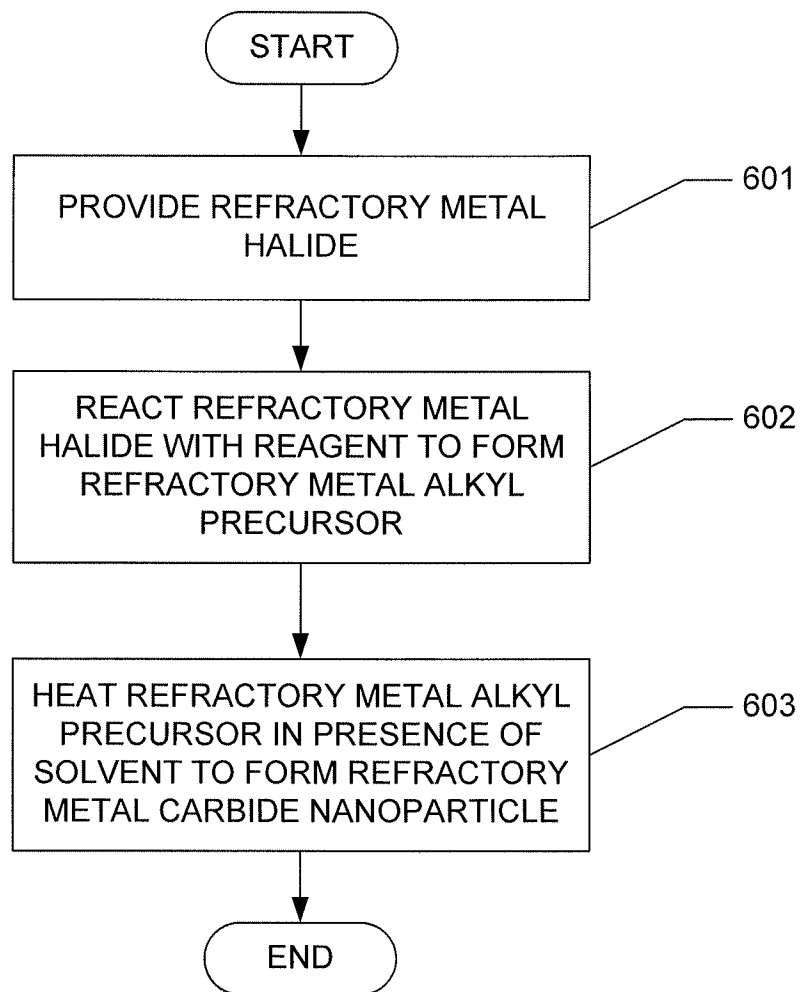 START
PROVIDE REFRACTORY METAL
HALIDE
601
REACT REFRACTORY METAL
HALIDE WITH REAGENT TO FORM
REFRACTORY METAL ALKYL
PRECURSOR
602
HEAT REFRACTORY METAL ALKYL
PRECURSOR IN PRESENCE OF
SOLVENT TO FORM REFRACTORY
METAL CARBIDE NANOPARTICLE
603
END